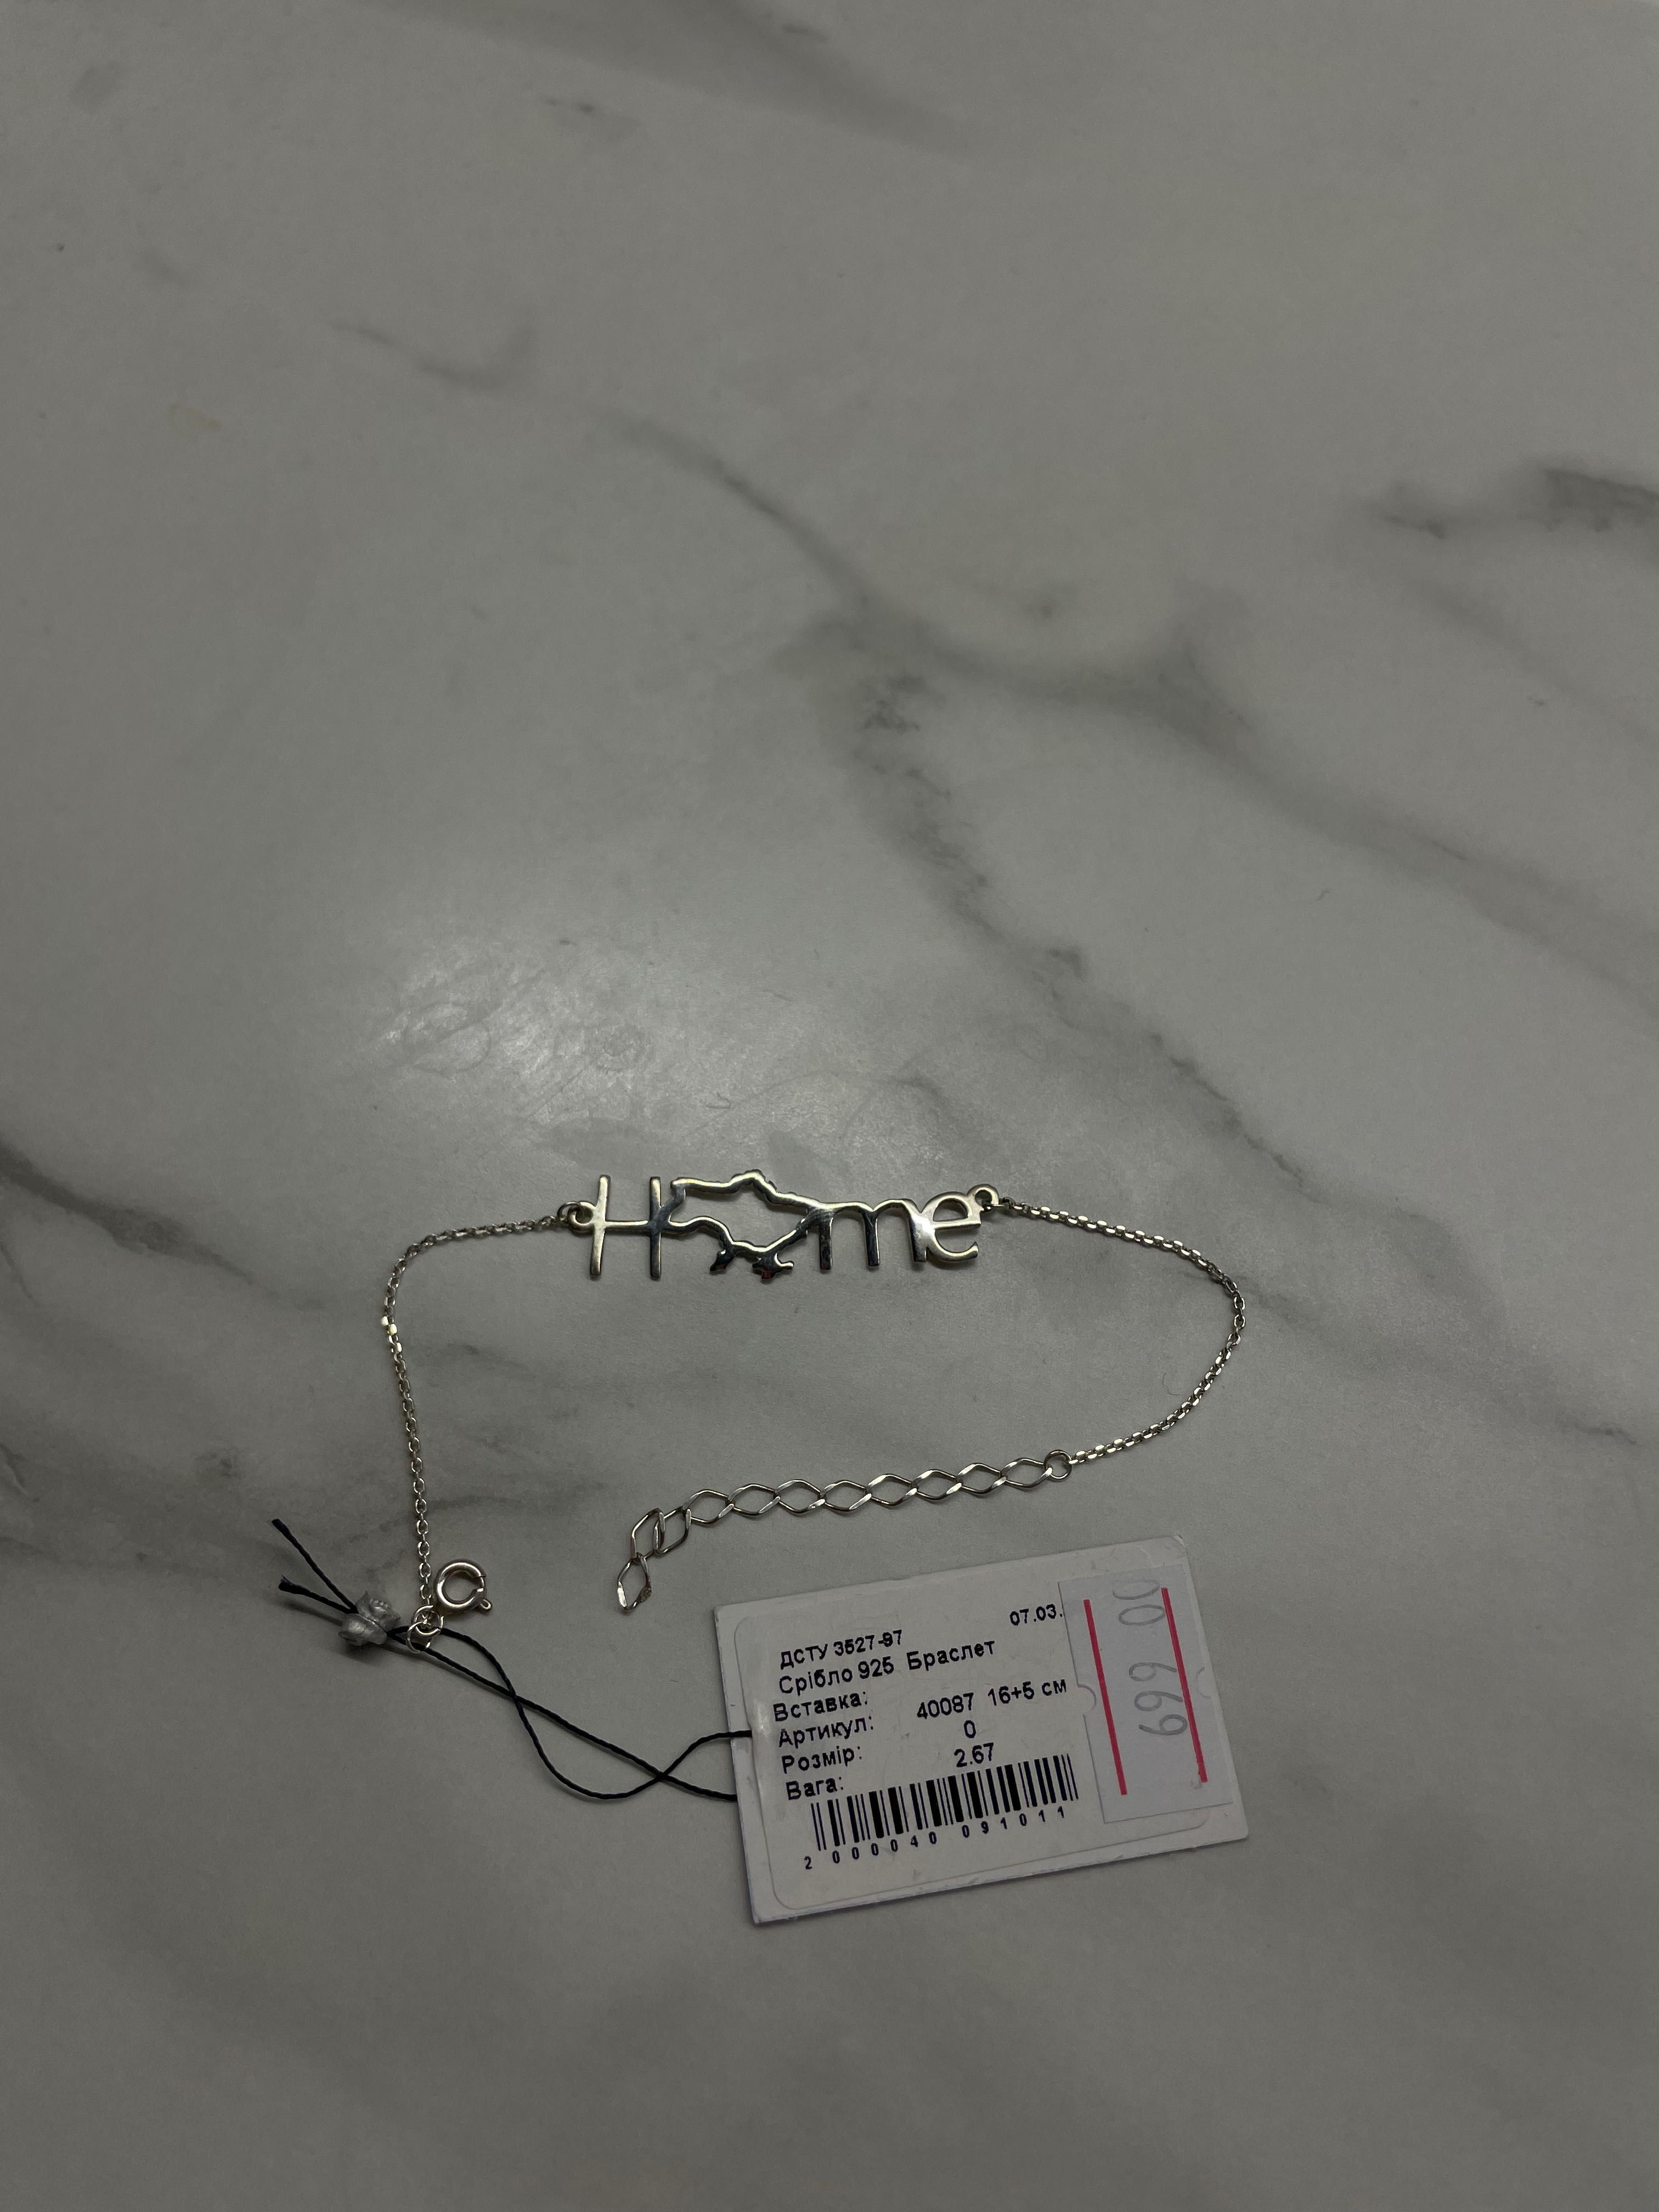 Home
07.03.
ДСТУ 3527-97
Срібло 925 Браслет
Вставка:
Артикул: 40087 16+5 см
Розмір: 0
Вага: 2.67
2 000040 091011
699 00